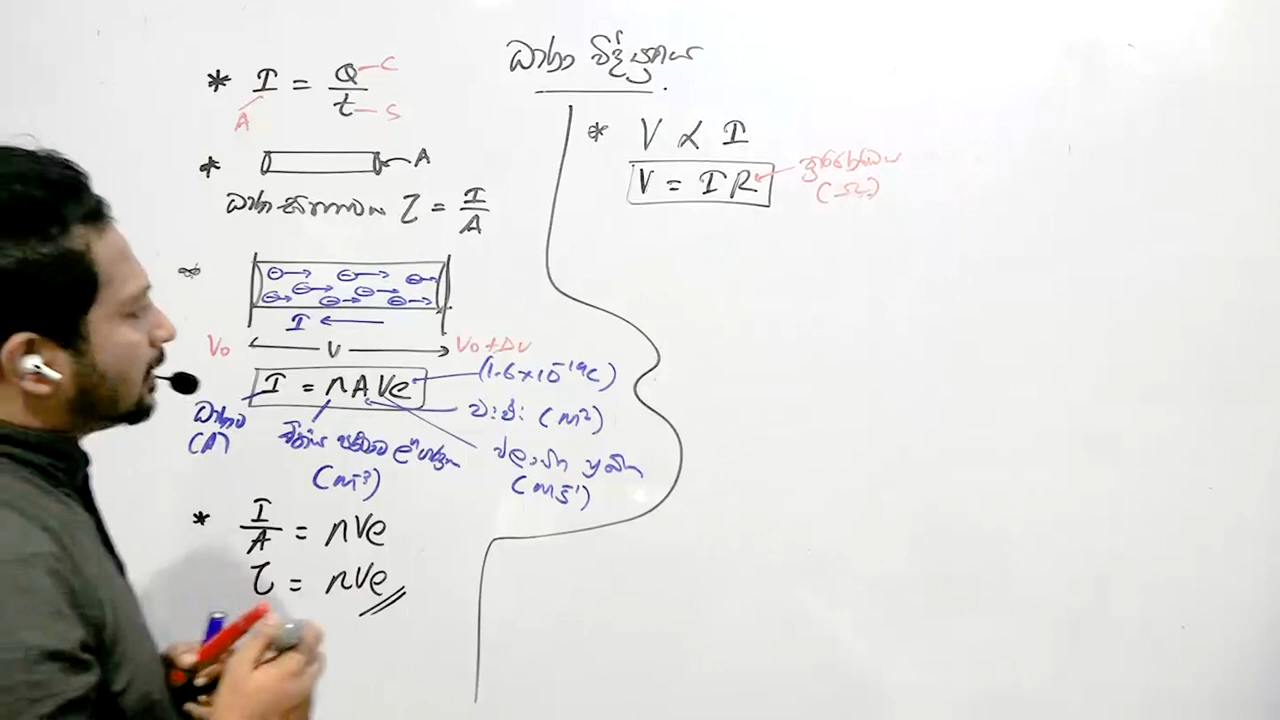 ධාරා විද්‍යුතය
* I = Q/t
C
A
S
*
A
ධාරා ඝනත්වය τ = I/A
*
I ←
V₀ V V₀ + ΔV
I = nAVe (1.6×10⁻¹⁹C)
ධාරාව
(A)
(m⁻³)
ව:ඵ: (m²)
ප්ලාවිත ප්‍රවේග
(ms⁻¹)
* I/A = nVe
τ = nVe
* V ∝ I
V = IR
ප්‍රතිරෝධය
(Ω)